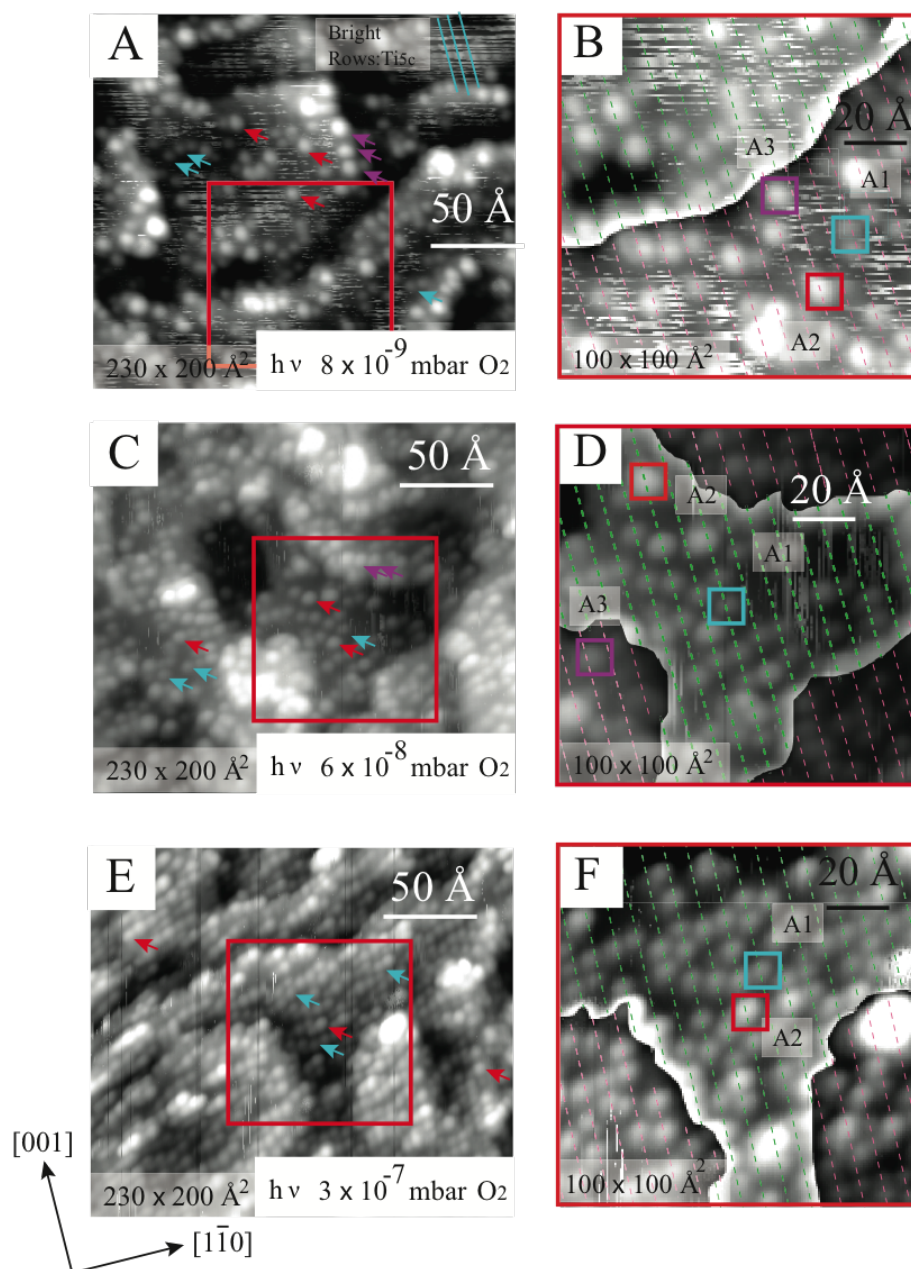 A
Bright
Rows:Ti5c
50 Å
230 x 200 Å²
hν 8 x 10⁻⁹ mbar O₂
B
20 Å
A3
A1
A2
100 x 100 Å²
C
50 Å
230 x 200 Å²
hν 6 x 10⁻⁸ mbar O₂
D
A2
20 Å
A1
A3
100 x 100 Å²
E
50 Å
230 x 200 Å²
hν 3 x 10⁻⁷ mbar O₂
F
20 Å
A1
A2
100 x 100 Å²
[001]
[11̄0]